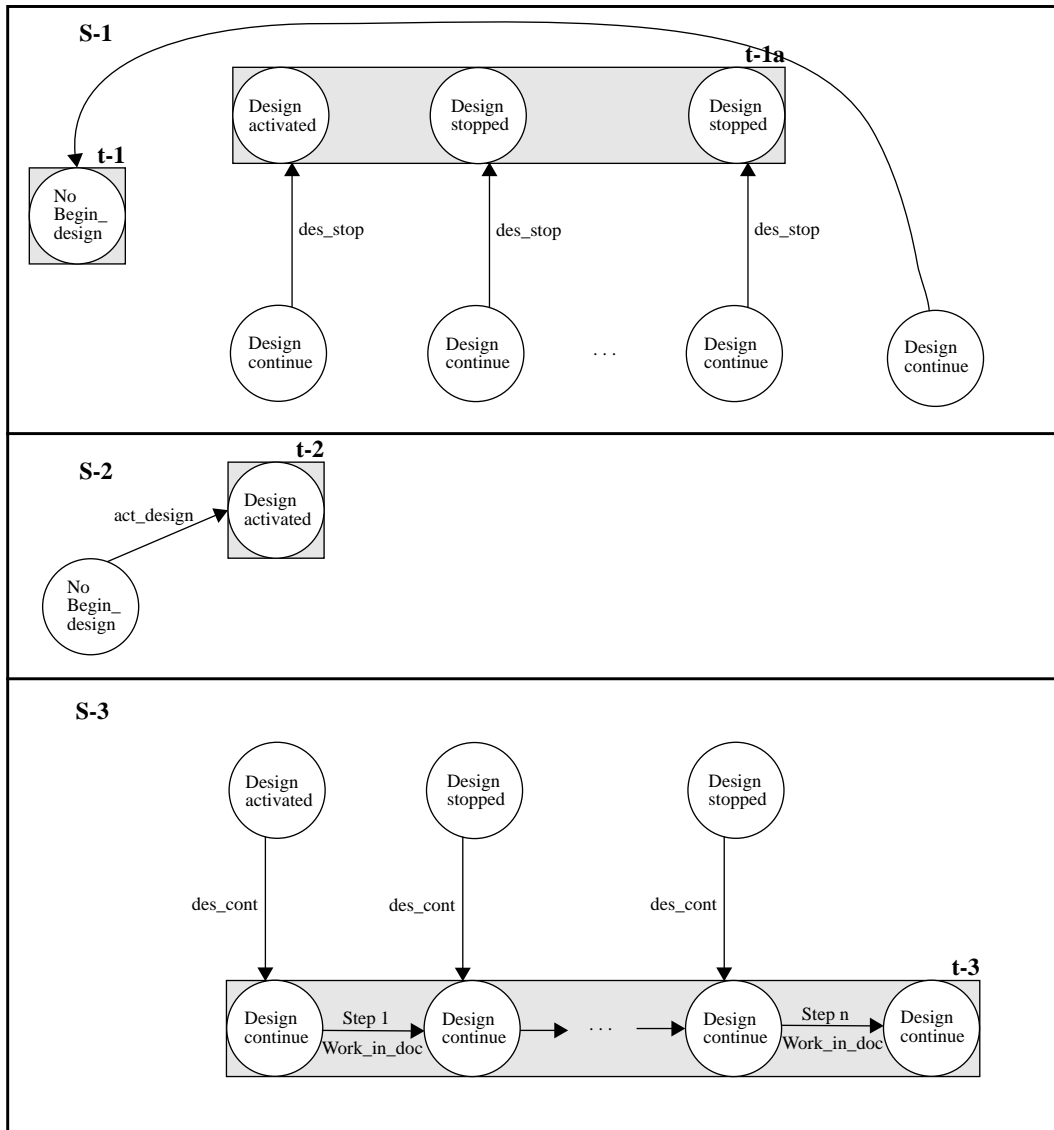 S-1
t-1a
Design
activated
Design
stopped
Design
stopped
t-1
No
Begin_
design
des_stop
des_stop
des_stop
Design
continue
Design
continue
. . .
Design
continue
Design
continue
S-2
t-2
Design
activated
act_design
No
Begin_
design
S-3
Design
activated
Design
stopped
Design
stopped
des_cont
des_cont
des_cont
t-3
Design
continue
Step 1
Work_in_doc
Design
continue
. . .
Design
continue
Step n
Work_in_doc
Design
continue